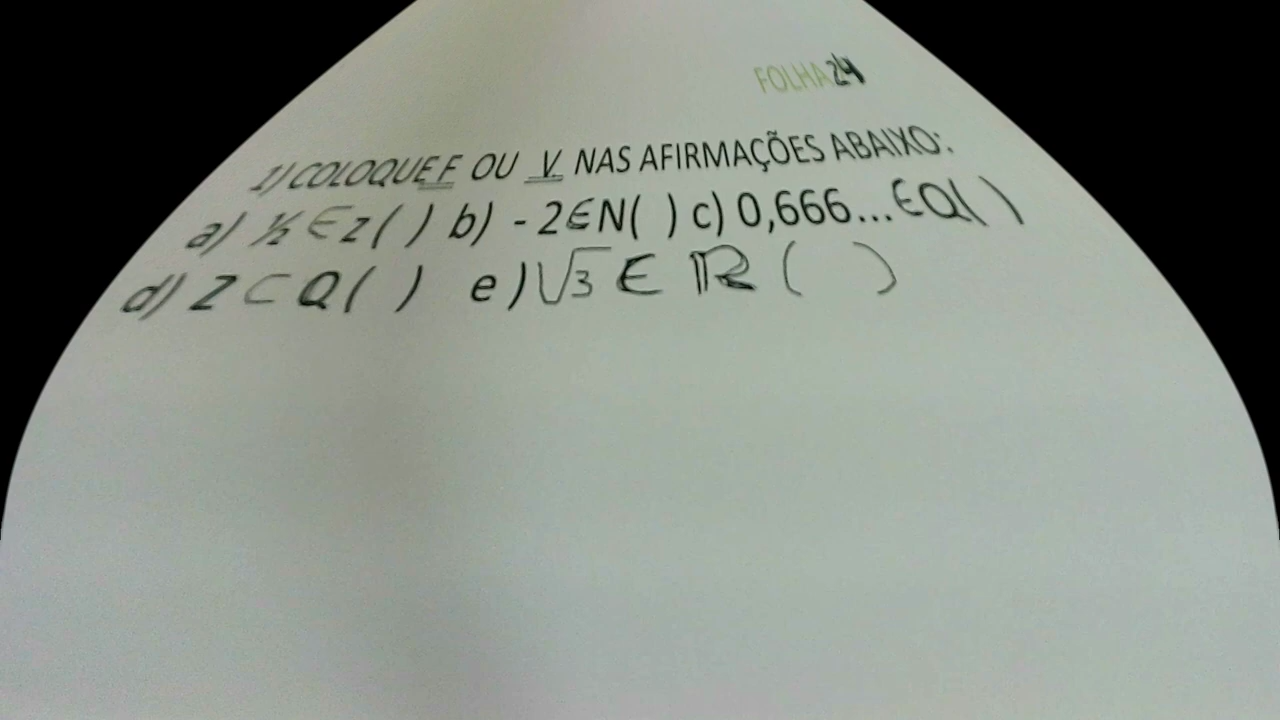 FOLHA 24
1) COLOQUE F OU V NAS AFIRMAÇÕES ABAIXO:
a) ½ ∈ z ( ) b) - 2 ∈ N( ) c) 0,666... ∈ Q( )
d) Z ⊂ Q ( ) e) √3 ∈ ℝ ( )